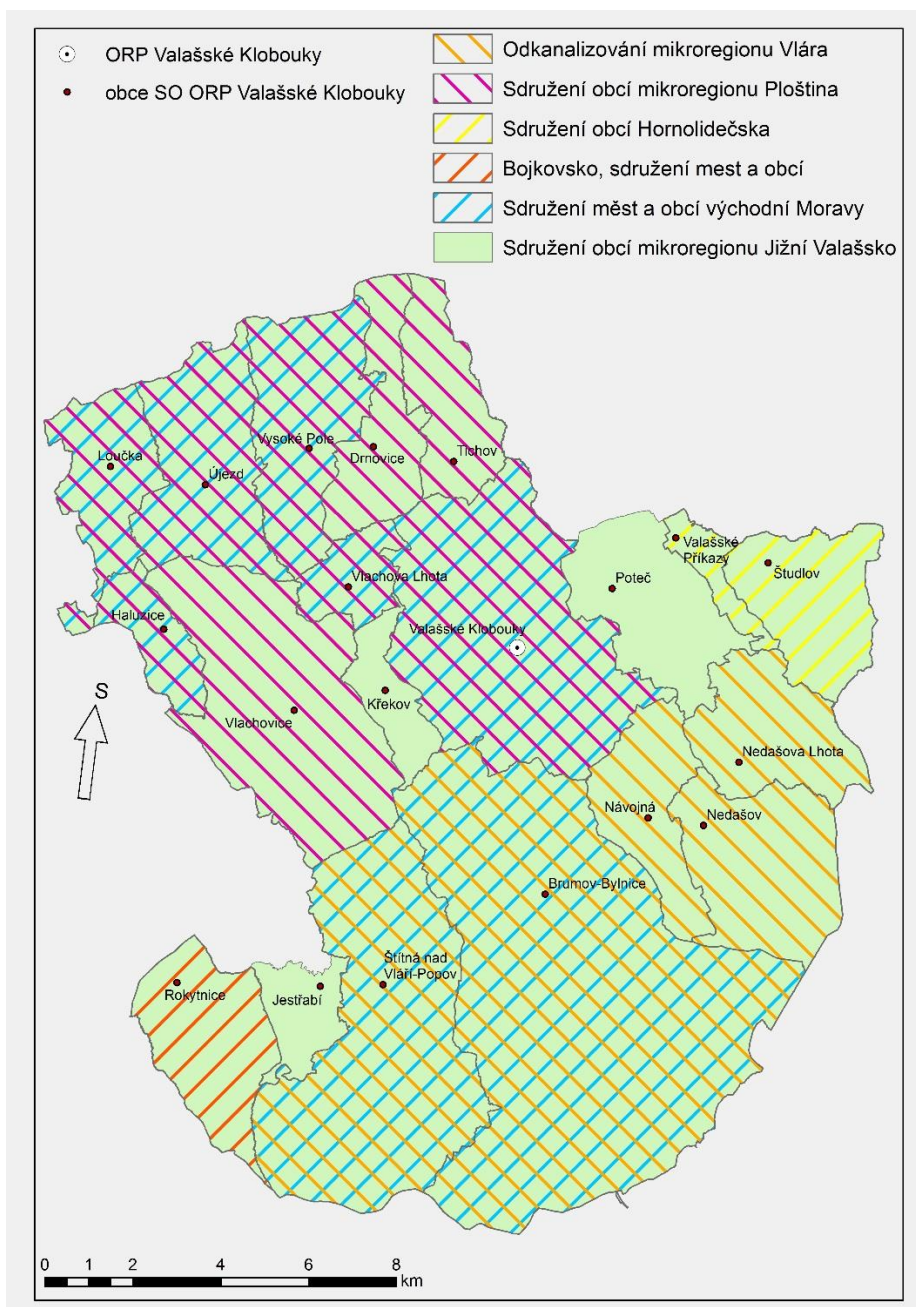 ORP Valašské Klobouky
obce SO ORP Valašské Klobouky
Odkanalizování mikroregionu Vlára
Sdružení obcí mikroregionu Ploština
Sdružení obcí Hornolidečska
Bojkovsko, sdružení mest a obcí
Sdružení měst a obcí východní Moravy
Sdružení obcí mikroregionu Jižní Valašsko
Vysoké Pole
Loučka
Drnovice
Tichov
Újezd
Valašské
Příkazy
Študlov
Poteč
Vlachova Lhota
Haluzice
Valašské Klobouky
S
Křekov
Vlachovice
Nedašova Lhota
Návojná
Nedašov
Brumov-Bylnice
Štítná nad
Vláří-Popov
Rokytnice
Jestřabí
0 1 2 4 6 8
km